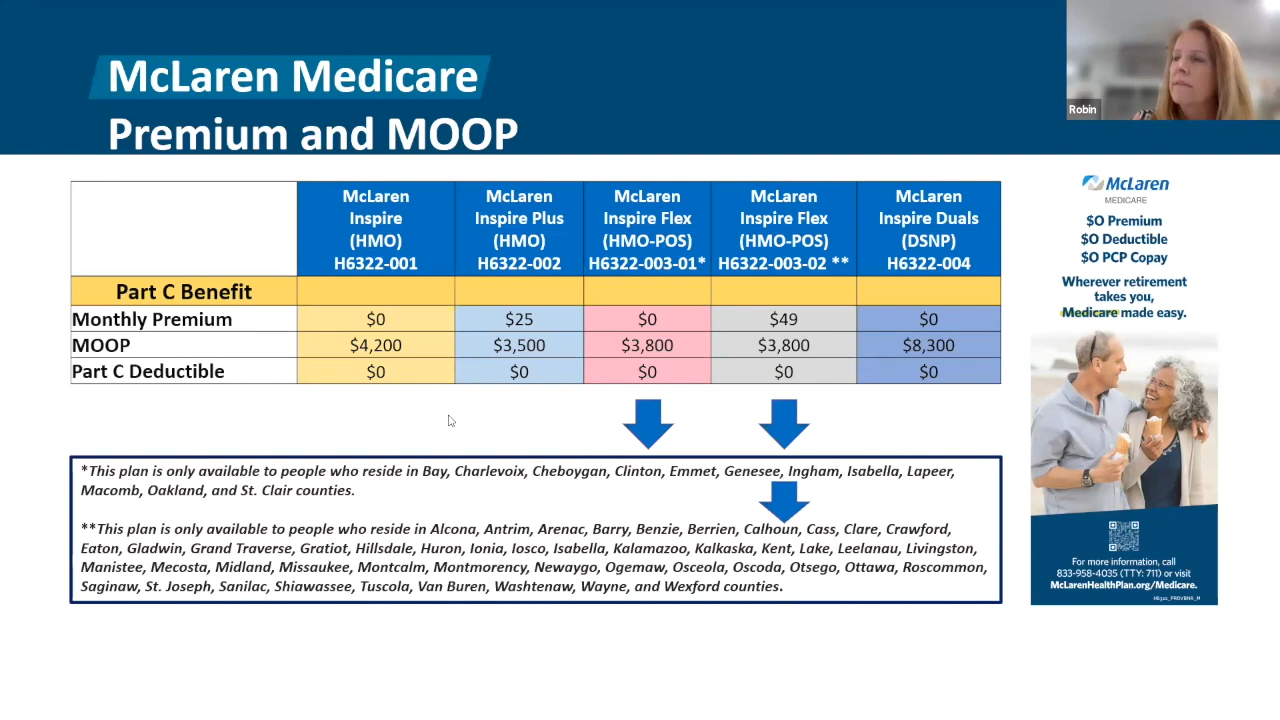 McLaren Medicare
Premium and MOOP
Robin
McLaren
Inspire
(HMO)
H6322-001
McLaren
Inspire Plus
(HMO)
H6322-002
McLaren
Inspire Flex
(HMO-POS)
H6322-003-01*
McLaren
Inspire Flex
(HMO-POS)
H6322-003-02 **
McLaren
Inspire Duals
(DSNP)
H6322-004
Part C Benefit
Monthly Premium $0 $25 $0 $49 $0
MOOP $4,200 $3,500 $3,800 $3,800 $8,300
Part C Deductible $0 $0 $0 $0 $0
*This plan is only available to people who reside in Bay, Charlevoix, Cheboygan, Clinton, Emmet, Genesee, Ingham, Isabella, Lapeer,
Macomb, Oakland, and St. Clair counties.
**This plan is only available to people who reside in Alcona, Antrim, Arenac, Barry, Benzie, Berrien, Calhoun, Cass, Clare, Crawford,
Eaton, Gladwin, Grand Traverse, Gratiot, Hillsdale, Huron, Ionia, Iosco, Isabella, Kalamazoo, Kalkaska, Kent, Lake, Leelanau, Livingston,
Manistee, Mecosta, Midland, Missaukee, Montcalm, Montmorency, Newaygo, Ogemaw, Osceola, Oscoda, Otsego, Ottawa, Roscommon,
Saginaw, St. Joseph, Sanilac, Shiawassee, Tuscola, Van Buren, Washtenaw, Wayne, and Wexford counties.
McLaren
MEDICARE
$0 Premium
$0 Deductible
$0 PCP Copay
Wherever retirement
takes you,
Medicare made easy.
For more information, call
833-958-4035 (TTY: 711) or visit
McLarenHealthPlan.org/Medicare.